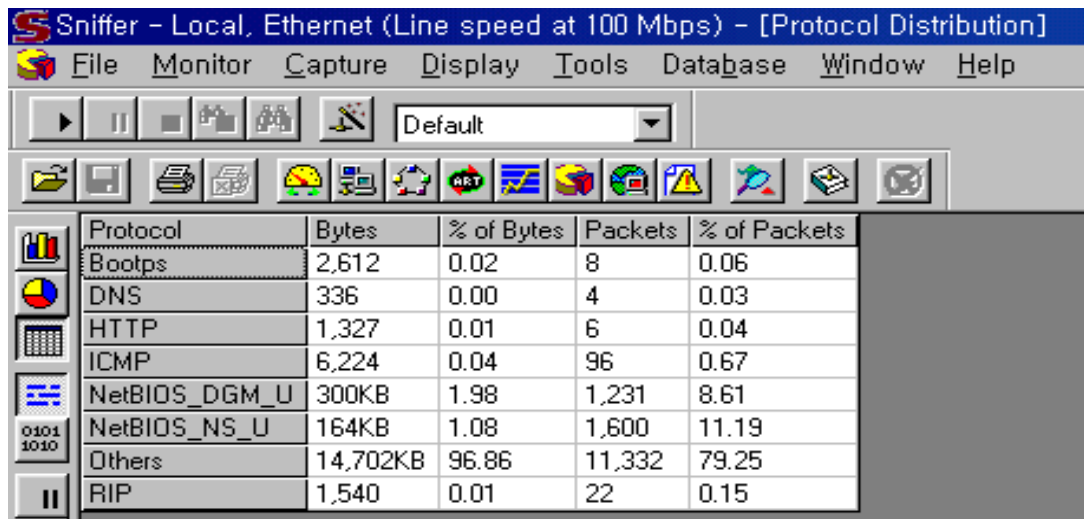 Sniffer – Local, Ethernet (Line speed at 100 Mbps) – [Protocol Distribution]
File Monitor Capture Display Tools Database Window Help
Default
ART
Protocol Bytes % of Bytes Packets % of Packets
Bootps 2,612 0.02 8 0.06
DNS 336 0.00 4 0.03
HTTP 1,327 0.01 6 0.04
ICMP 6,224 0.04 96 0.67
NetBIOS_DGM_U 300KB 1.98 1,231 8.61
NetBIOS_NS_U 164KB 1.08 1,600 11.19
0101
1010
Others 14,702KB 96.86 11,332 79.25
RIP 1,540 0.01 22 0.15